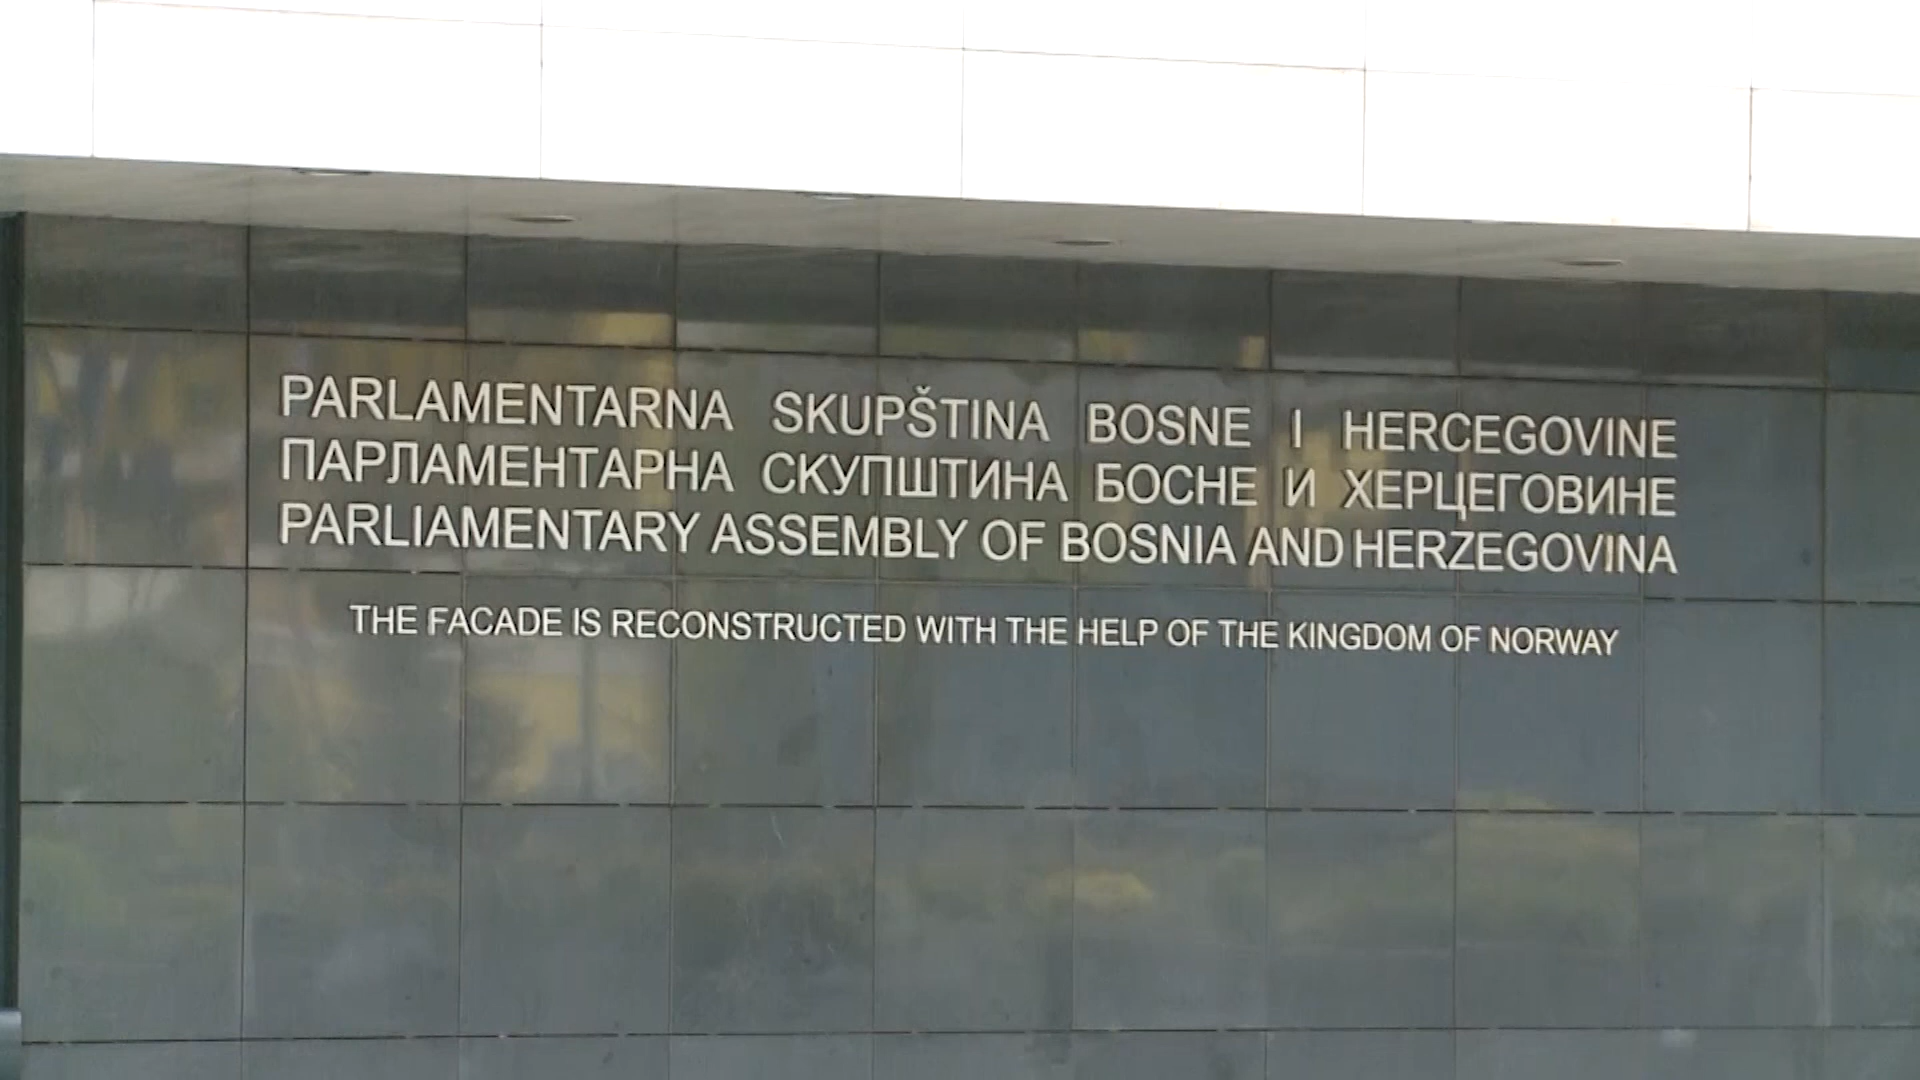 PARLAMENTARNA SKUPŠTINA BOSNE I HERCEGOVINE
ПАРЛАМЕНТАРНА СКУПШТИНА БОСНЕ И ХЕРЦЕГОВИНЕ
PARLIAMENTARY ASSEMBLY OF BOSNIA AND HERZEGOVINA
THE FACADE IS RECONSTRUCTED WITH THE HELP OF THE KINGDOM OF NORWAY